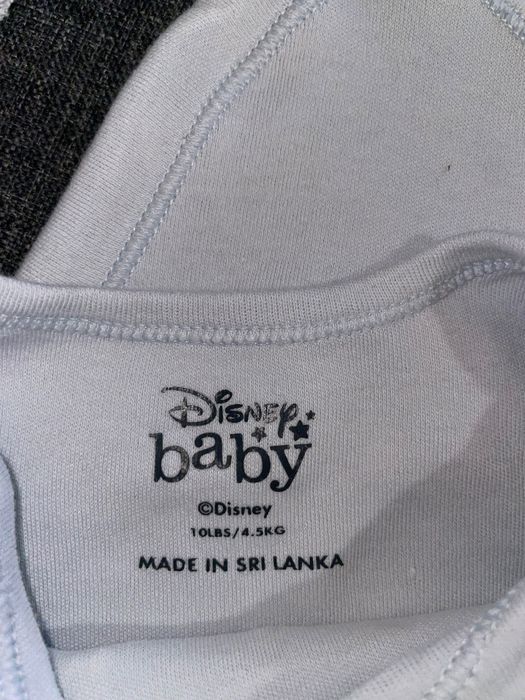 Disney
baby
©Disney
10LBS/4.5KG
MADE IN SRI LANKA